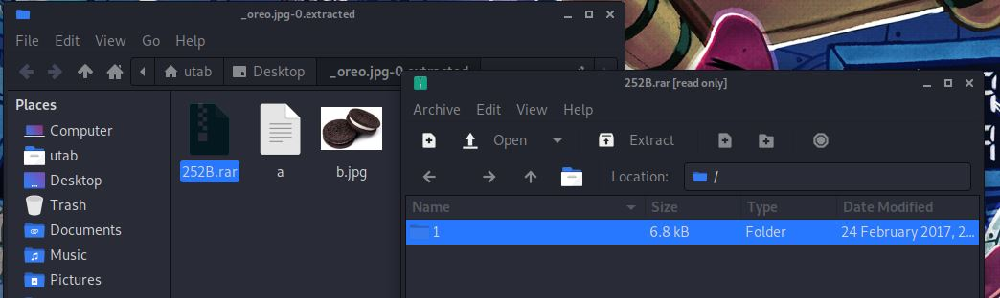 _oreo.jpg-0.extracted
File Edit View Go Help
utab Desktop _oreo.jpg-0.extracted
Places
Computer
utab
Desktop
Trash
Documents
Music
Pictures
252B.rar a b.jpg
252B.rar [read only]
Archive Edit View Help
Open Extract
Location: /
Name Size Type Date Modified
1 6.8 kB Folder 24 February 2017, 2...